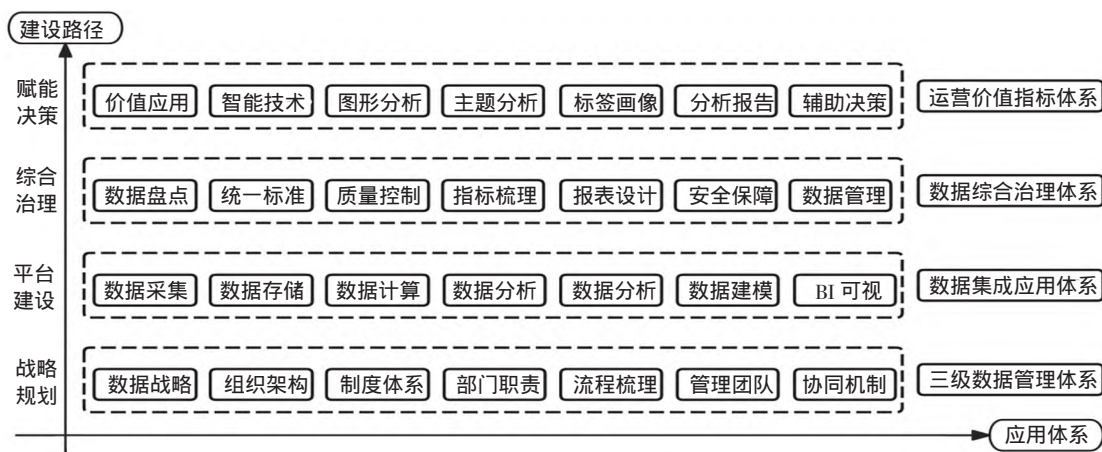 建设路径
赋能
决策
价值应用 智能技术 图形分析 主题分析 标签画像 分析报告 辅助决策 运营价值指标体系
综合
治理
数据盘点 统一标准 质量控制 指标梳理 报表设计 安全保障 数据管理 数据综合治理体系
平台
建设
数据采集 数据存储 数据计算 数据分析 数据分析 数据建模 BI 可视 数据集成应用体系
战略
规划
数据战略 组织架构 制度体系 部门职责 流程梳理 管理团队 协同机制 三级数据管理体系
应用体系